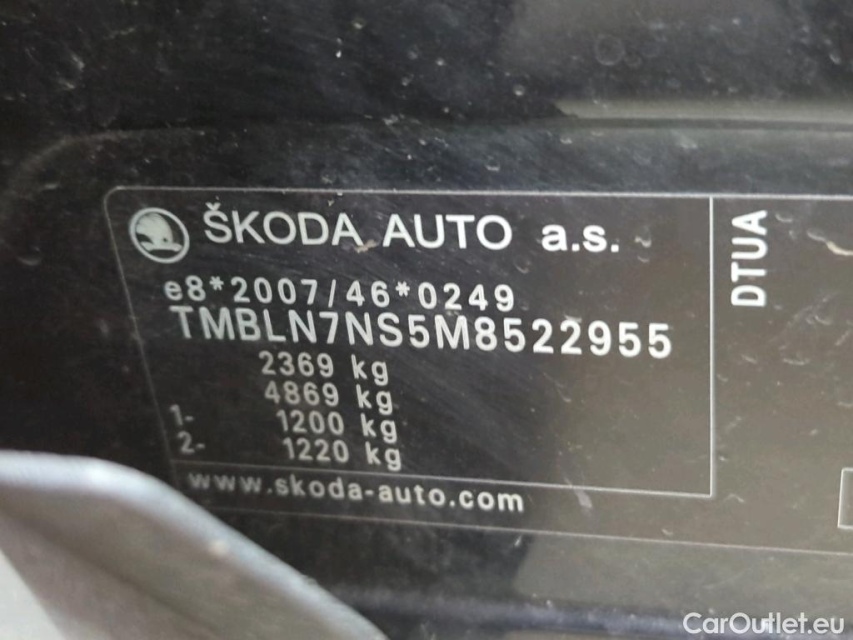 ŠKODA AUTO a.s.
e8*2007/46*0249
TMBLN7NS5M8522955
2369 kg
4869 kg
1- 1200 kg
2- 1220 kg
www.skoda-auto.com
DTUA
CarOutlet.eu